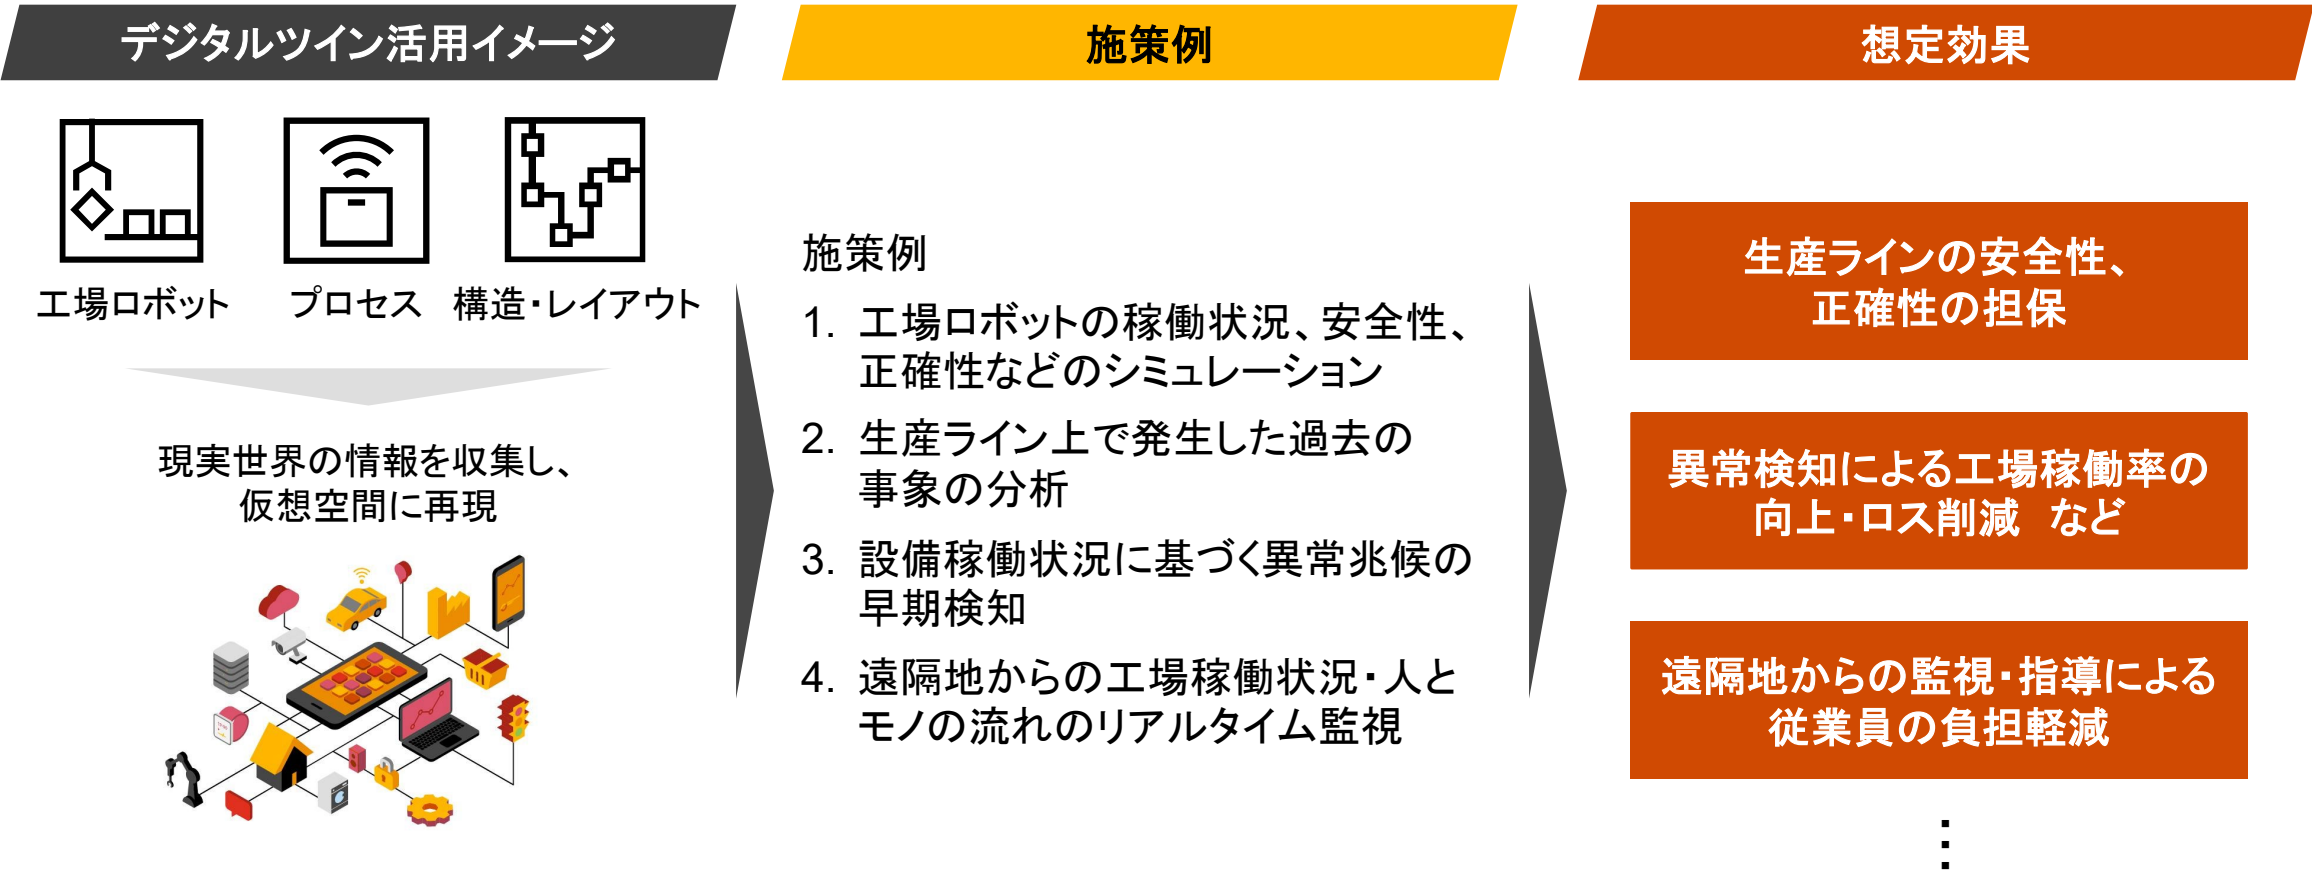 デジタルツイン活用イメージ
施策例
想定効果
工場ロボット
プロセス
構造・レイアウト
現実世界の情報を収集し、
仮想空間に再現
施策例
1. 工場ロボットの稼働状況、安全性、
正確性などのシミュレーション
2. 生産ライン上で発生した過去の
事象の分析
3. 設備稼働状況に基づく異常兆候の
早期検知
4. 遠隔地からの工場稼働状況・人と
モノの流れのリアルタイム監視
生産ラインの安全性、
正確性の担保
異常検知による工場稼働率の
向上・ロス削減　など
遠隔地からの監視・指導による
従業員の負担軽減
⋮